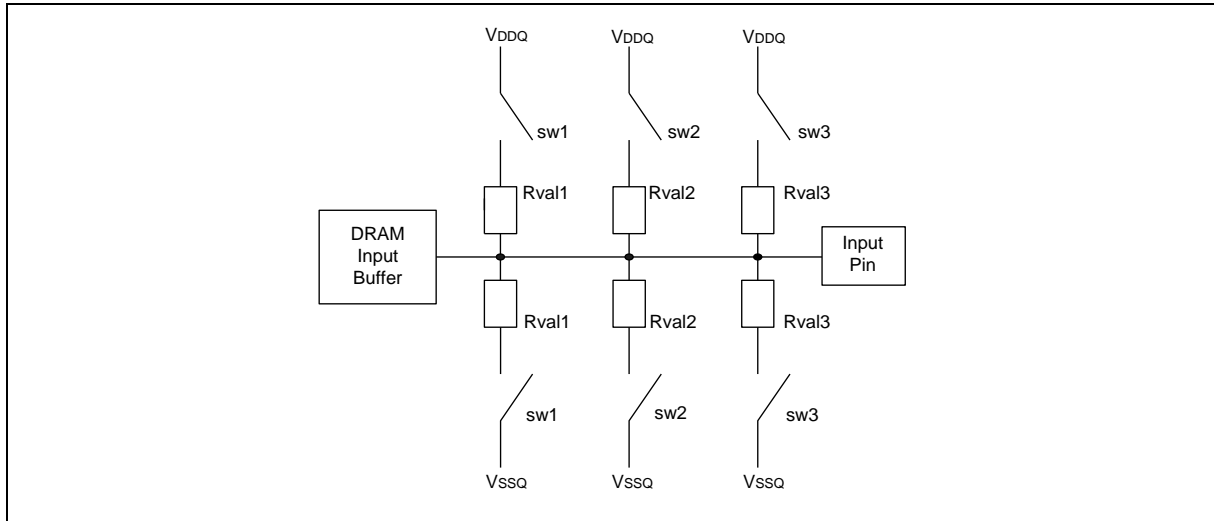 VDDQ VDDQ VDDQ
sw1 sw2 sw3
Rval1 Rval2 Rval3
DRAM
Input
Buffer
Input
Pin
Rval1 Rval2 Rval3
sw1 sw2 sw3
VSSQ VSSQ VSSQ